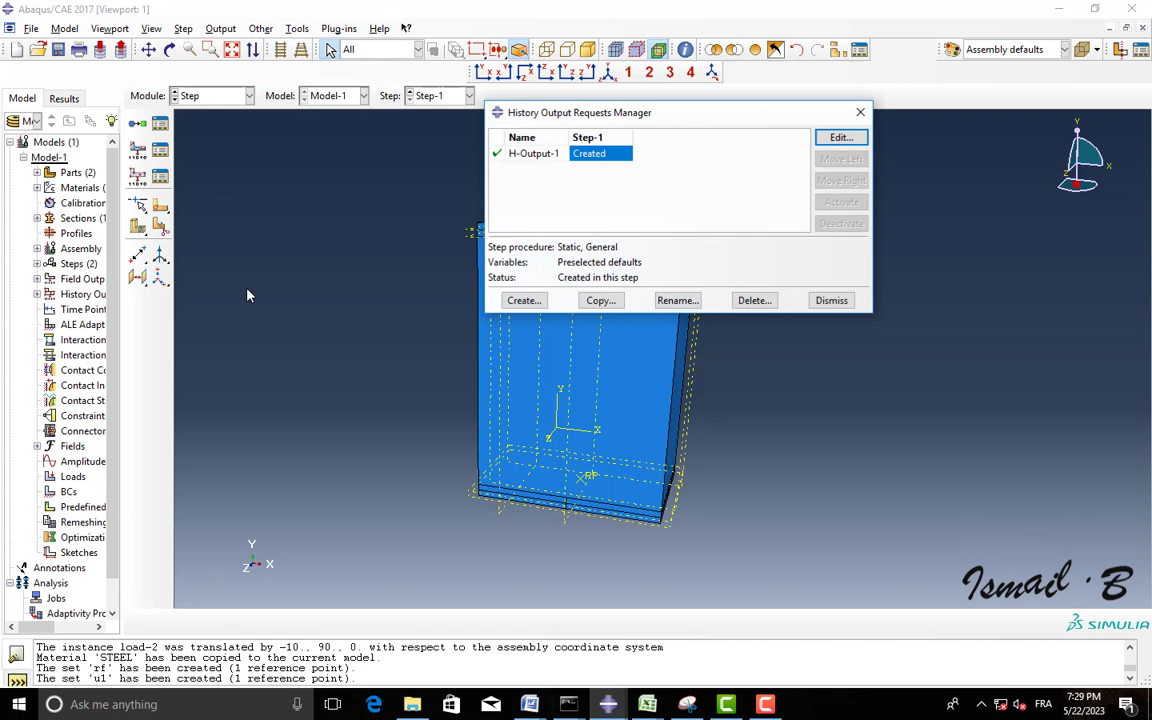 Abaqus/CAE 2017 [Viewport: 1]
File Model Viewport View Step Output Other Tools Plug-ins Help
All
Assembly defaults
1 2 3 4
Model Results
Module: Step Model: Model-1 Step: Step-1
History Output Requests Manager
Name Step-1
H-Output-1 Created
Edit...
Move Left
Move Right
Activate
Deactivate
Step procedure: Static, General
Variables: Preselected defaults
Status: Created in this step
Create... Copy... Rename... Delete... Dismiss
Models (1)
Model-1
Parts (2)
Materials (
Calibration
Sections (1
Profiles
Assembly
Steps (2)
Field Outp
History Ou
Time Point
ALE Adapt
Interaction
Interaction
Contact Co
Contact In
Contact St
Constraint
Connector
Fields
Amplitude
Loads
BCs
Predefined
Remeshing
Optimizatio
Sketches
Annotations
Analysis
Jobs
Adaptivity Pro
Y
X
Z
Y
X
Z
RP
Y
X
Z
Ismail . B
SIMULIA
The instance load-2 was translated by -10., 90., 0. with respect to the assembly coordinate system
Material 'STEEL' has been copied to the current model.
The set 'rf' has been created (1 reference point).
The set 'u1' has been created (1 reference point).
>>>
Ask me anything
FRA
7:29 PM
5/22/2023